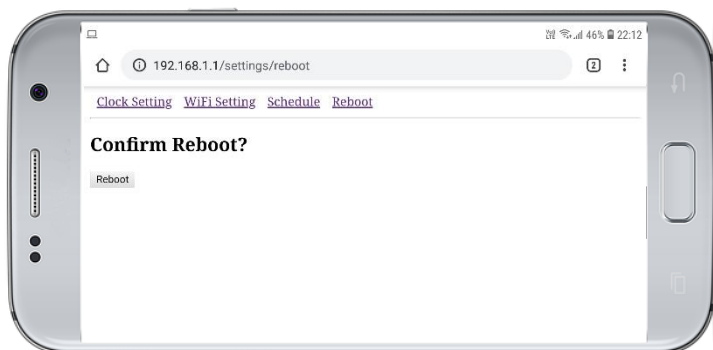 46% 22:12
192.168.1.1/settings/reboot
2
Clock Setting WiFi Setting Schedule Reboot
Confirm Reboot?
Reboot